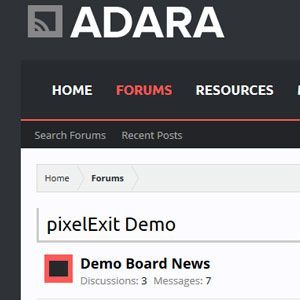 ADARA
HOME FORUMS RESOURCES
Search Forums Recent Posts
Home Forums
pixelExit Demo
Demo Board News
Discussions: 3 Messages: 7